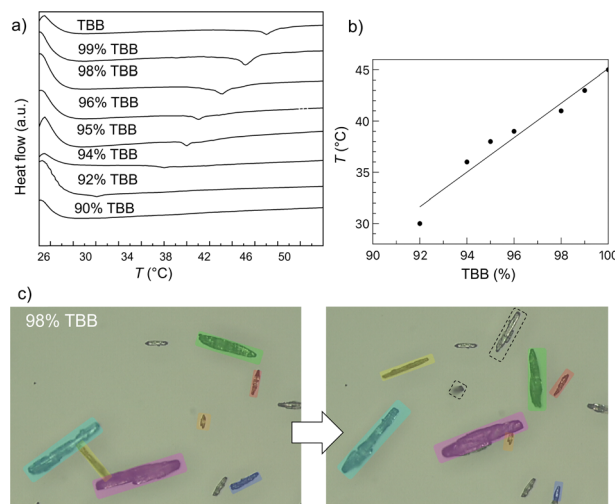 a)
TBB
99% TBB
98% TBB
96% TBB
95% TBB
94% TBB
92% TBB
90% TBB
Heat flow (a.u.)
26 30 34 38 42 46 50
T (°C)
b)
45
40
35
30
T (°C)
90 92 94 96 98 100
TBB (%)
c)
98% TBB